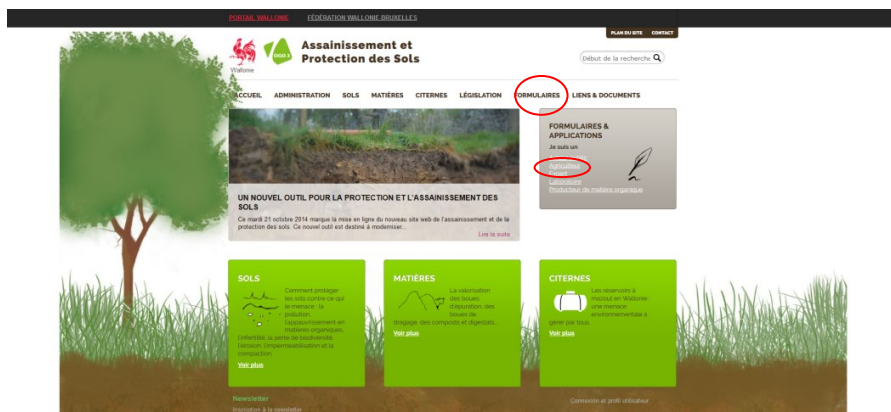 PORTAIL WALLONIE FÉDÉRATION WALLONIE-BRUXELLES
PLAN DU SITE CONTACT
Wallonie
DGO 3
Assainissement et
Protection des Sols
Début de la recherche
ACCUEIL ADMINISTRATION SOLS MATIÈRES CITERNES LÉGISLATION FORMULAIRES LIENS & DOCUMENTS
UN NOUVEL OUTIL POUR LA PROTECTION ET L'ASSAINISSEMENT DES
SOLS
Ce mardi 21 octobre 2014 marque la mise en ligne du nouveau site web de l'assainissement et de la
protection des sols. Ce nouvel outil est destiné à moderniser...
Lire la suite
FORMULAIRES &
APPLICATIONS
Je suis un
Agriculteur
Expert
Laboratoire
Producteur de matière organique
SOLS
Comment protéger
les sols contre ce qui
le menace : la
pollution,
l'appauvrissement en
matières organiques,
l'infertilité, la perte de biodiversité,
l'érosion, l'imperméabilisation et la
compaction.
Voir plus
MATIÈRES
La valorisation
des boues
d'épuration, des
boues de
dragage, des composts et digestats...
Voir plus
CITERNES
Les réservoirs à
mazout en Wallonie:
une menace
environnementale à
gérer par tous.
Voir plus
Newsletter
Inscription à la newsletter
Connexion et profil utilisateur